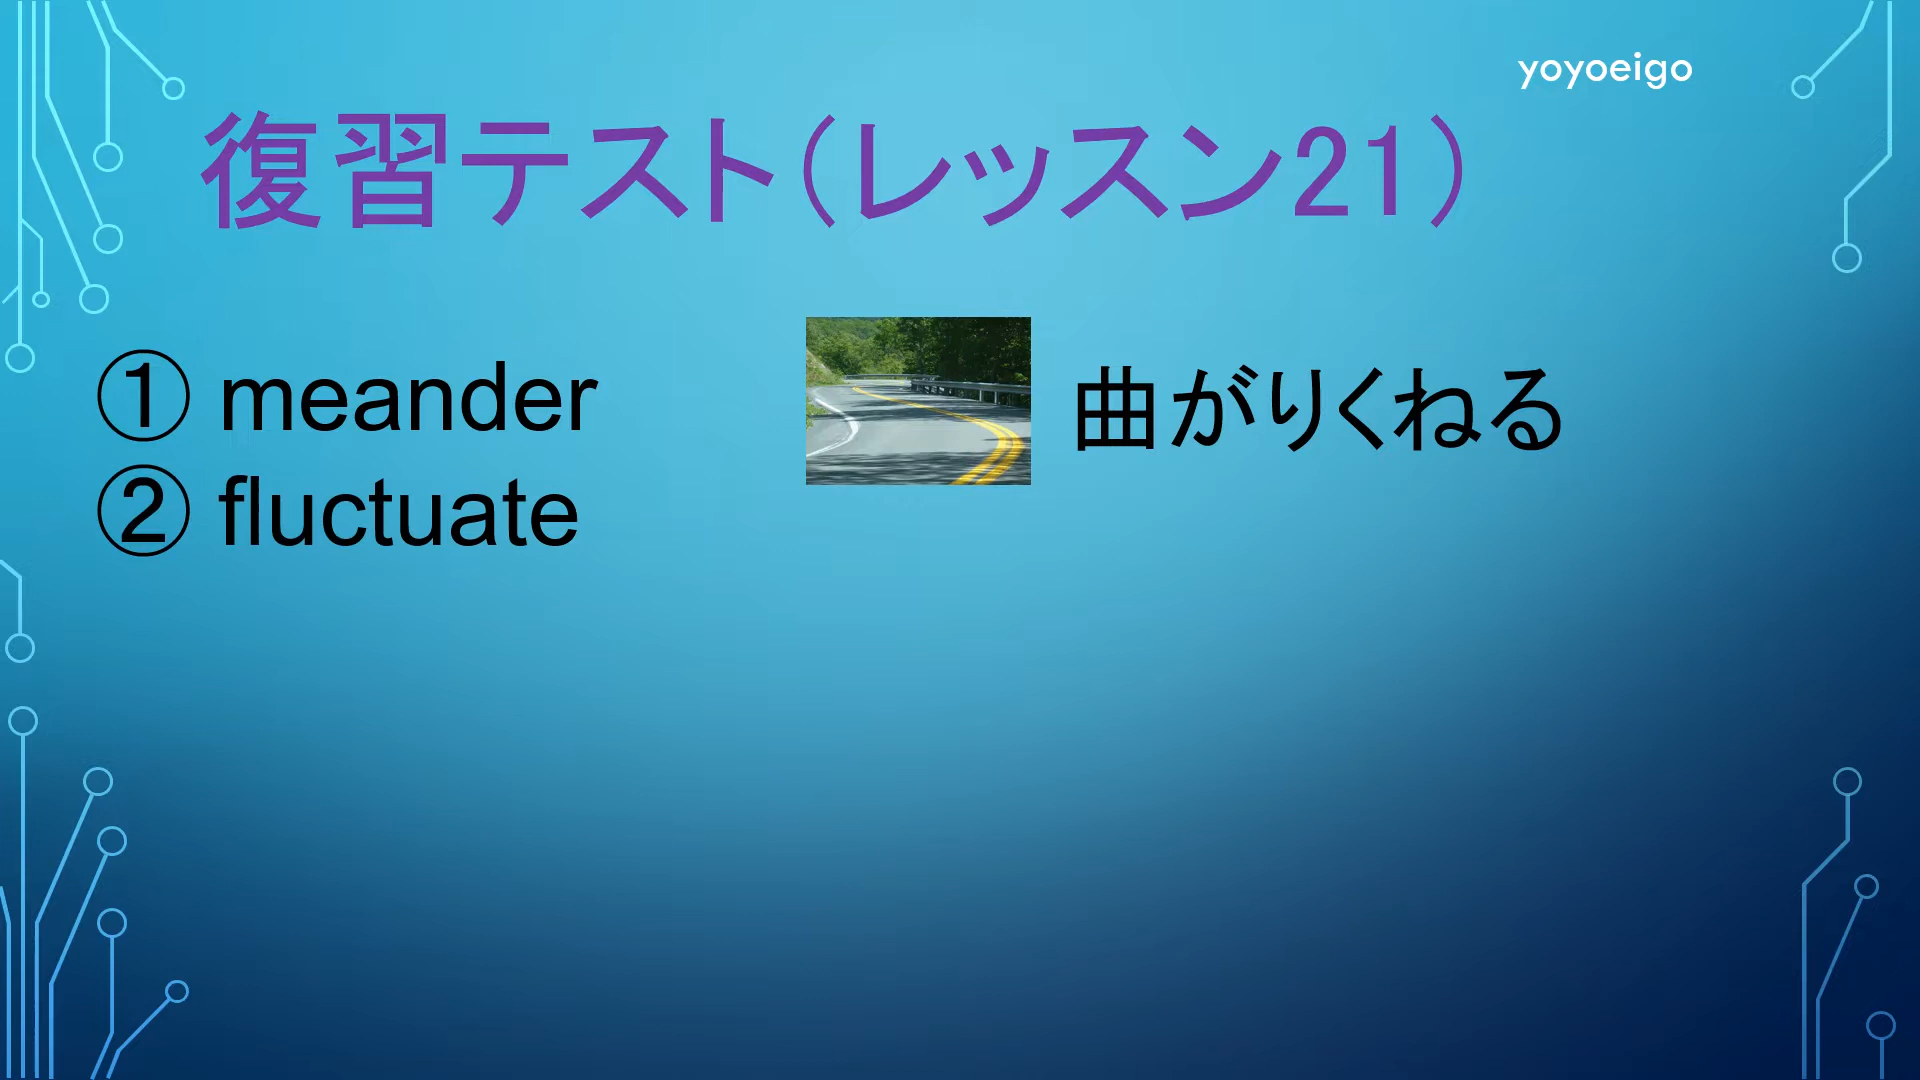 yoyoeigo
復習テスト（レッスン21）
① meander 曲がりくねる
② fluctuate